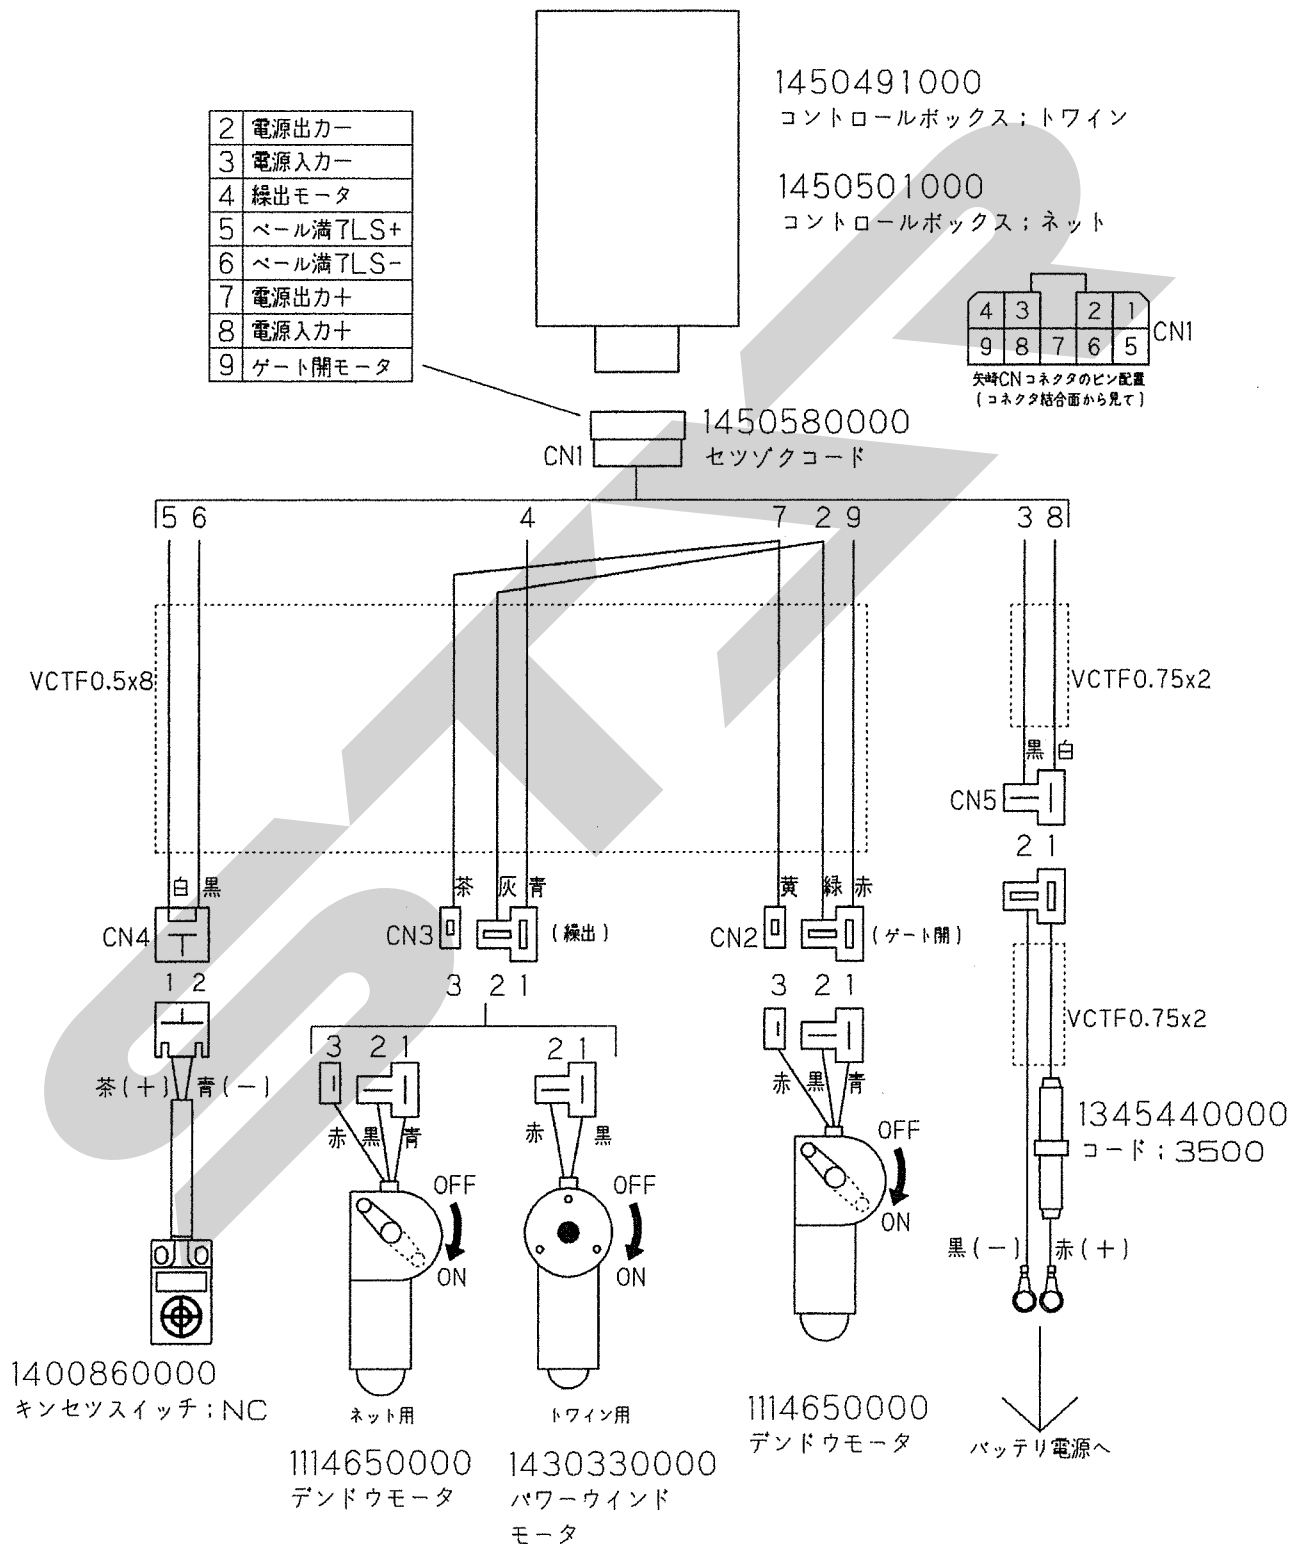 1450491000
コントロールボックス；トワイン
1450501000
コントロールボックス；ネット
2 電源出力ー
3 電源入力ー
4 繰出モータ
5 ベール満了LS+
6 ベール満了LS-
7 電源出力＋
8 電源入力＋
9 ゲート開モータ
4 3 2 1
9 8 7 6 5
CN1
矢崎CNコネクタのピン配置
(コネクタ結合面から見て)
CN1
1450580000
セツゾクコード
5 6 4 7 2 9 3 8
VCTF0.5x8
VCTF0.75x2
黒 白
CN5
2 1
白 黒
茶 灰 青
黄 緑 赤
CN4
CN3
(繰出)
CN2
(ゲート開)
1 2
3 2 1
3 2 1
VCTF0.75x2
3 2 1
2 1
茶(＋) 青(－)
赤 黒 青
赤 黒
赤 黒 青
OFF
ON
OFF
ON
OFF
ON
1345440000
コード；3500
黒(－) 赤(＋)
1400860000
キンセツスイッチ；NC
ネット用
1114650000
デンドウモータ
トワイン用
1430330000
パワーウインド
モータ
1114650000
デンドウモータ
バッテリ電源へ
STAR